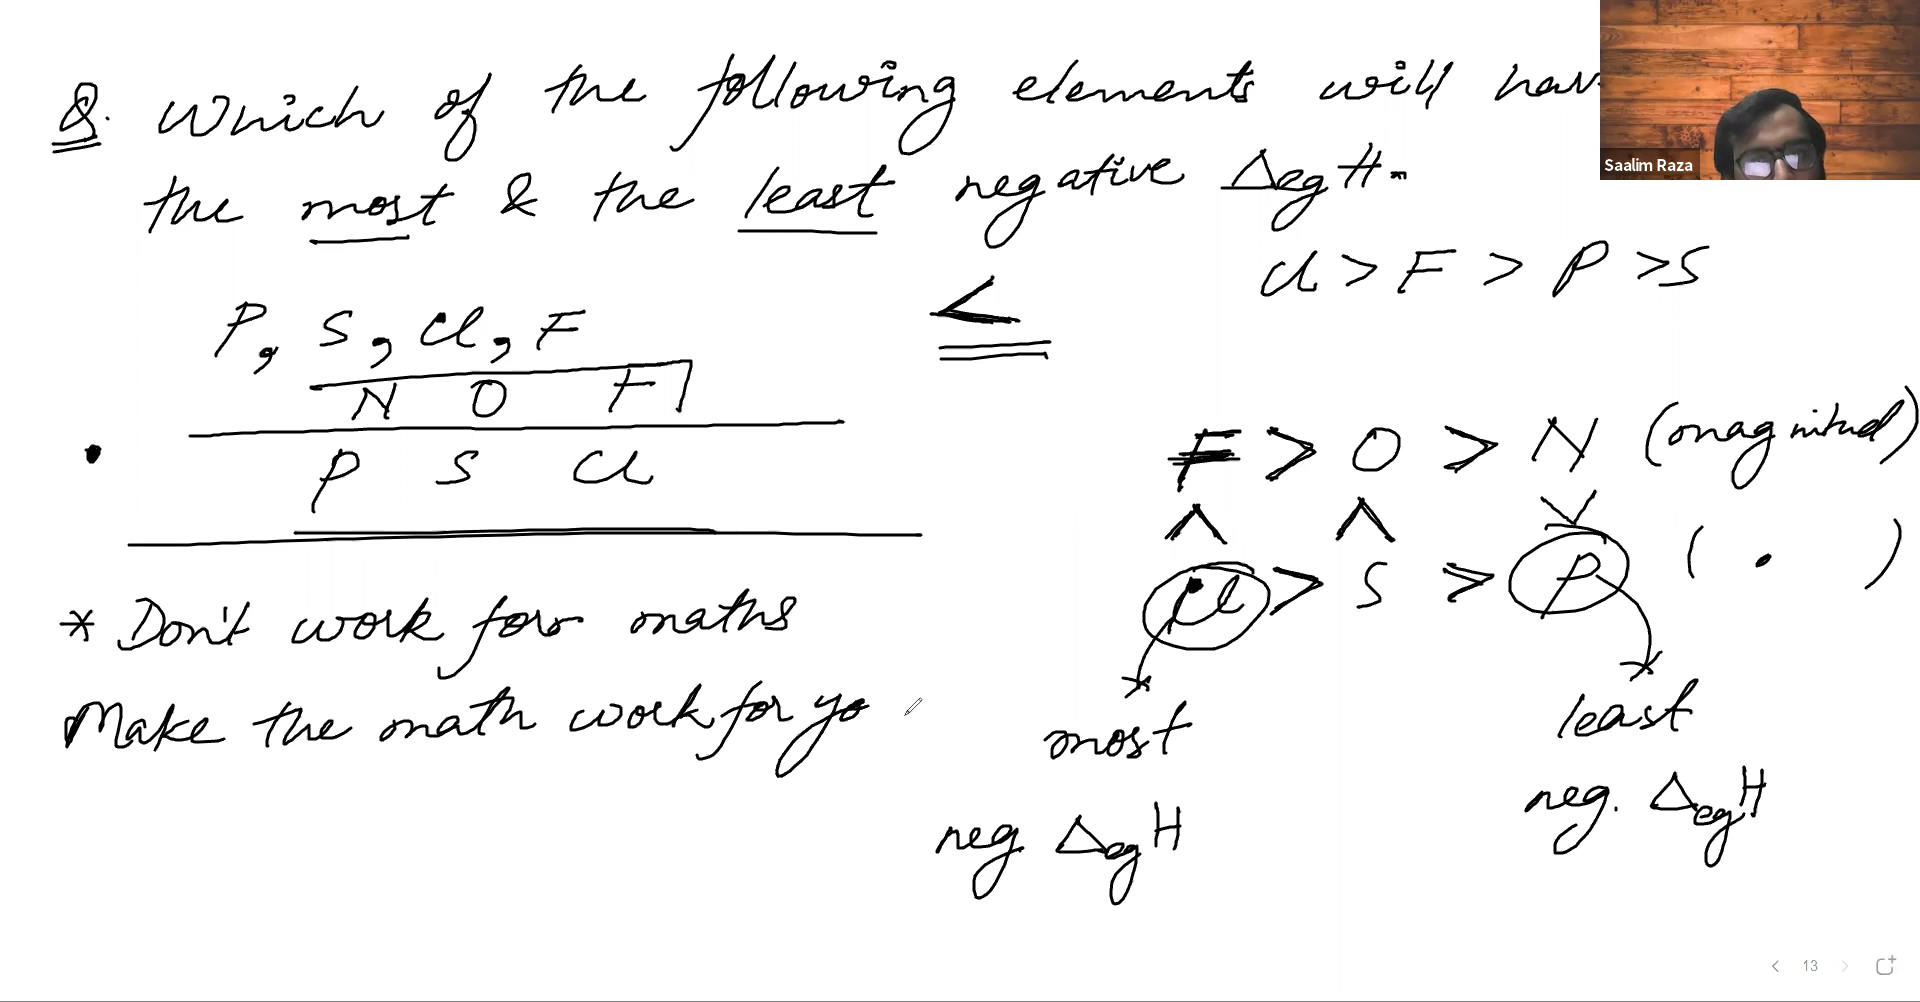 Q. Which of the following elements will hav
Saalim Raza
the most & the least negative ΔegH-
Cl > F > P > S
P, S, Cl, F
<
N O F
P S Cl
F > O > N (magnitud)
∧ ∧ ∨
Cl > S > P ( . )
* Don't work for maths
Make the math work for yo
most
neg ΔegH
least
neg. ΔegH
13